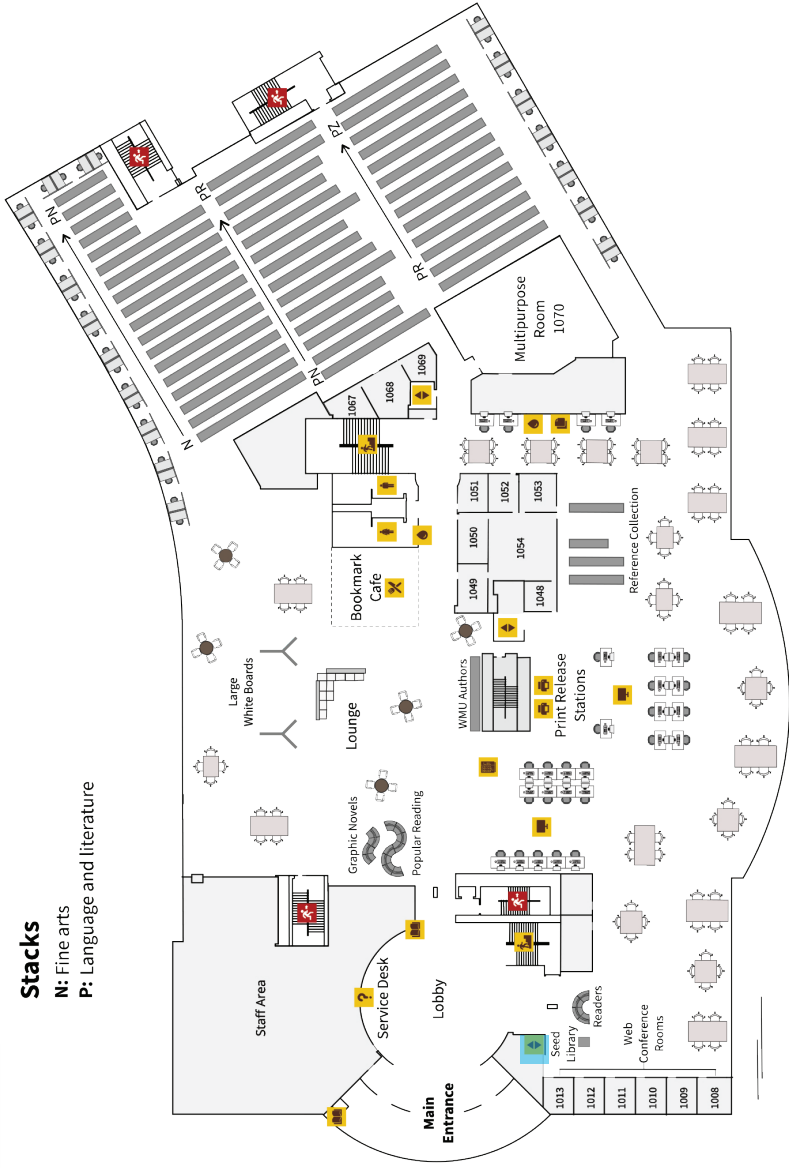 Stacks
N: Fine arts
P: Language and literature
PN
PR
PZ
N
PN
PR
Multipurpose
Room
1070
1069
1068
1067
1051
1052
1053
1050
1054
1049
1048
Reference Collection
Bookmark
Cafe
Large
White Boards
Lounge
WMU Authors
Print Release
Stations
Graphic Novels
Popular Reading
Staff Area
Service Desk
?
Lobby
Main
Entrance
Seed
Library
Readers
Web
Conference
Rooms
1013
1012
1011
1010
1009
1008